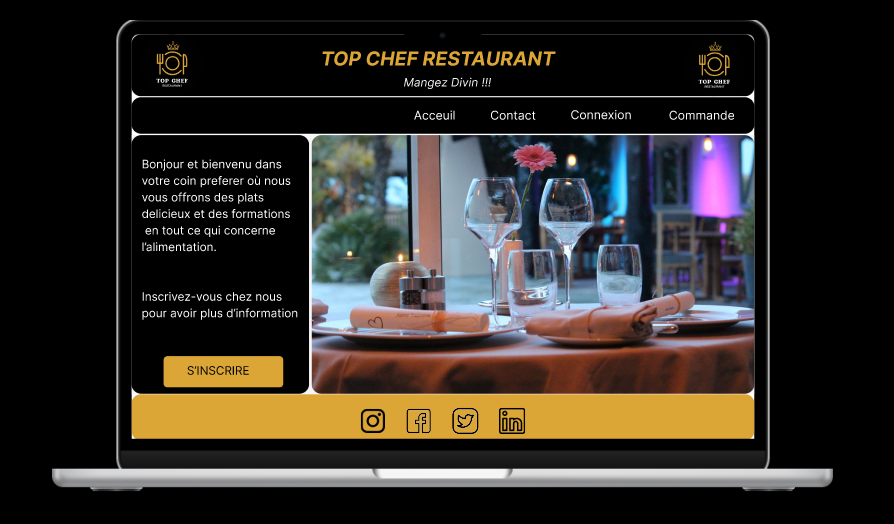 TOP CHEF RESTAURANT
Mangez Divin !!!
TOP CHEF
RESTAURANT
TOP CHEF
RESTAURANT
Acceuil Contact Connexion Commande
Bonjour et bienvenu dans
votre coin preferer où nous
vous offrons des plats
delicieux et des formations
en tout ce qui concerne
l'alimentation.
Inscrivez-vous chez nous
pour avoir plus d'information
S'INSCRIRE